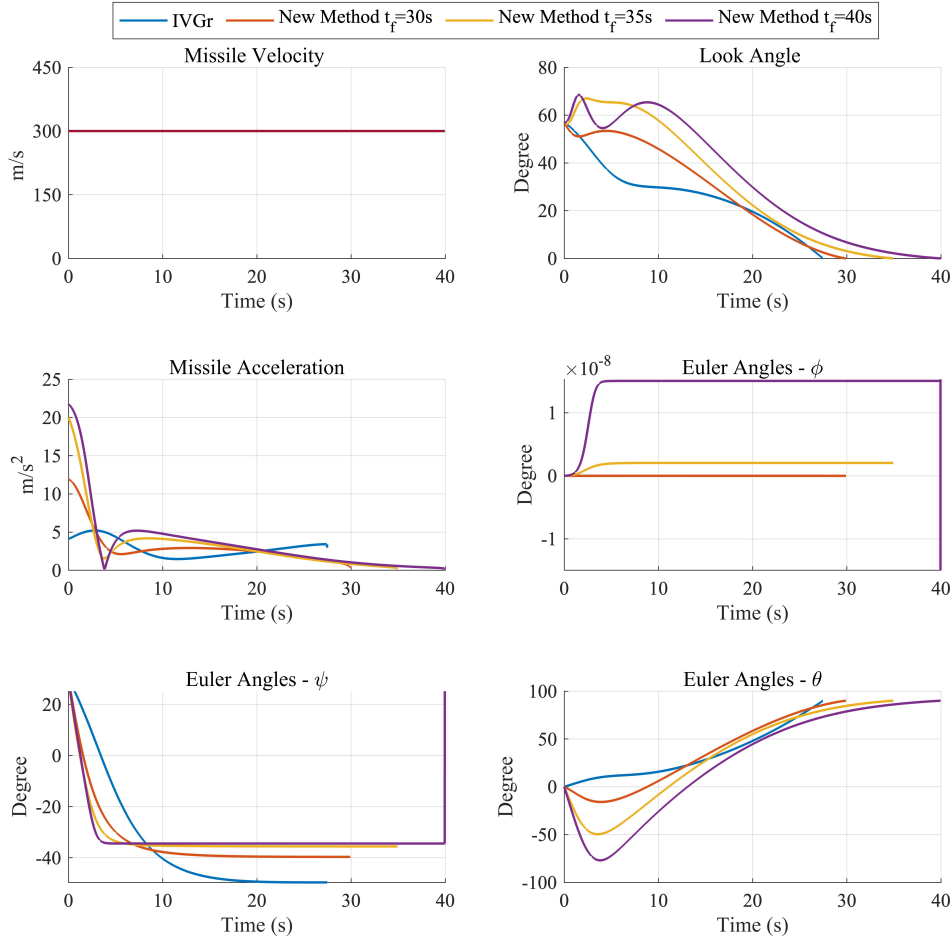 IVGr New Method t_f=30s New Method t_f=35s New Method t_f=40s
Missile Velocity
450
300
150
0
m/s
0 10 20 30 40
Time (s)
Look Angle
80
60
40
20
0
Degree
0 10 20 30 40
Time (s)
Missile Acceleration
25
20
15
10
5
0
m/s²
0 10 20 30 40
Time (s)
Euler Angles - ϕ
×10⁻⁸
1
0
-1
Degree
0 10 20 30 40
Time (s)
Euler Angles - ψ
20
0
-20
-40
Degree
0 10 20 30 40
Time (s)
Euler Angles - θ
100
50
0
-50
-100
Degree
0 10 20 30 40
Time (s)